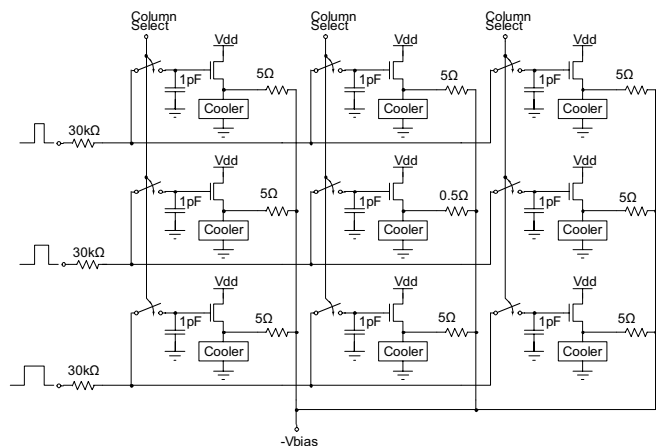 Column Select
Column Select
Column Select
Vdd
Vdd
Vdd
1pF
5Ω
1pF
5Ω
1pF
5Ω
Cooler
Cooler
Cooler
30kΩ
Vdd
Vdd
Vdd
1pF
5Ω
1pF
0.5Ω
1pF
5Ω
Cooler
Cooler
Cooler
30kΩ
Vdd
Vdd
Vdd
1pF
5Ω
1pF
5Ω
1pF
5Ω
Cooler
Cooler
Cooler
30kΩ
-Vbias